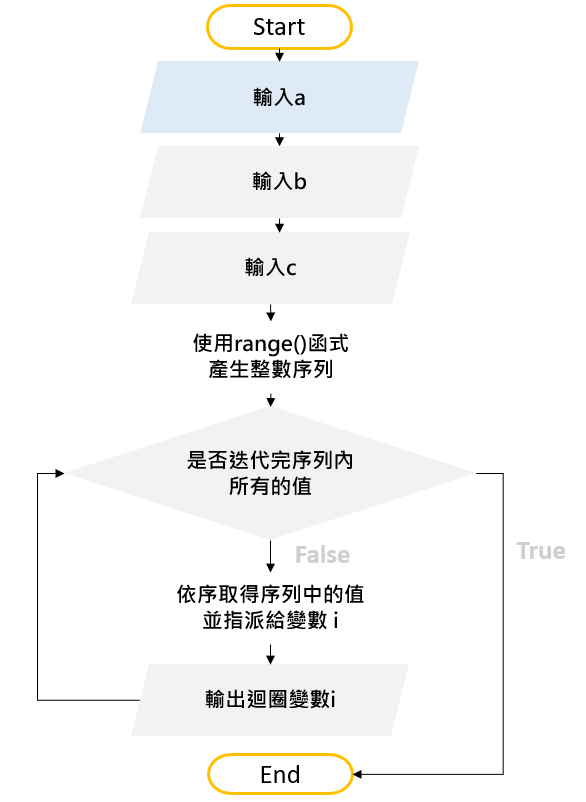 Start
輸入a
輸入b
輸入c
使用range()函式
產生整數序列
是否迭代完序列內
所有的值
False
True
依序取得序列中的值
並指派給變數 i
輸出迴圈變數i
End